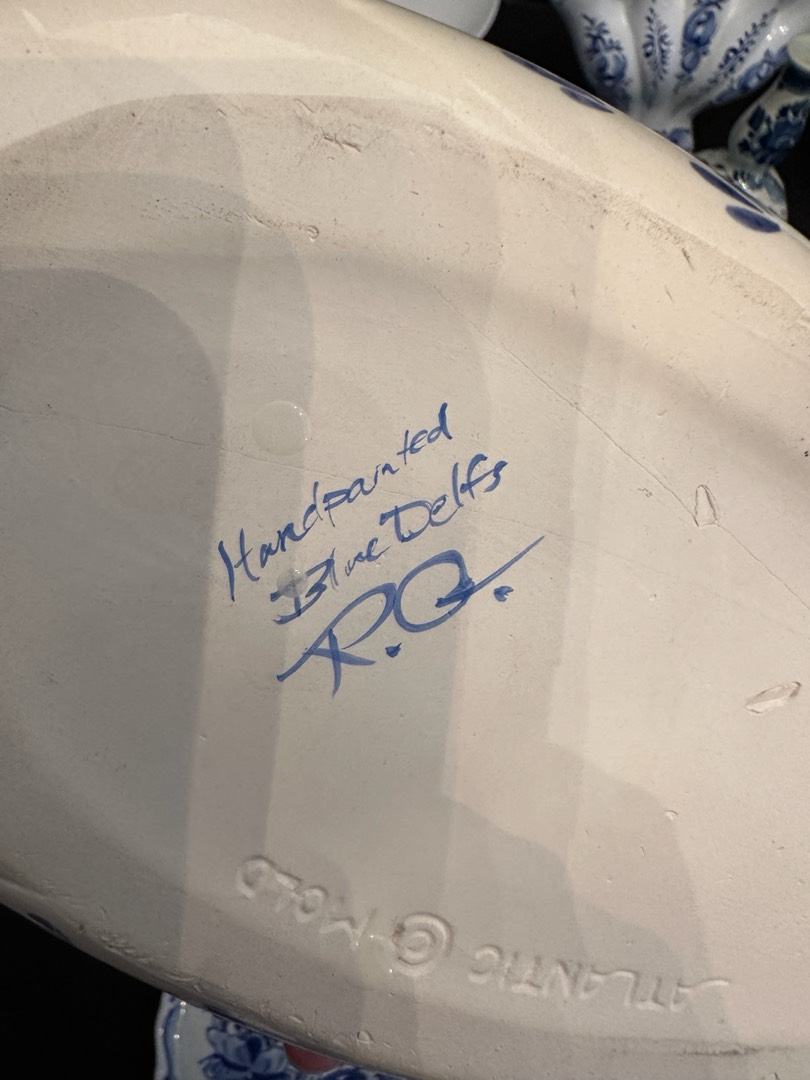 Handpainted
Blue Delfs
R.Q.
ATLANTIC © MOLD